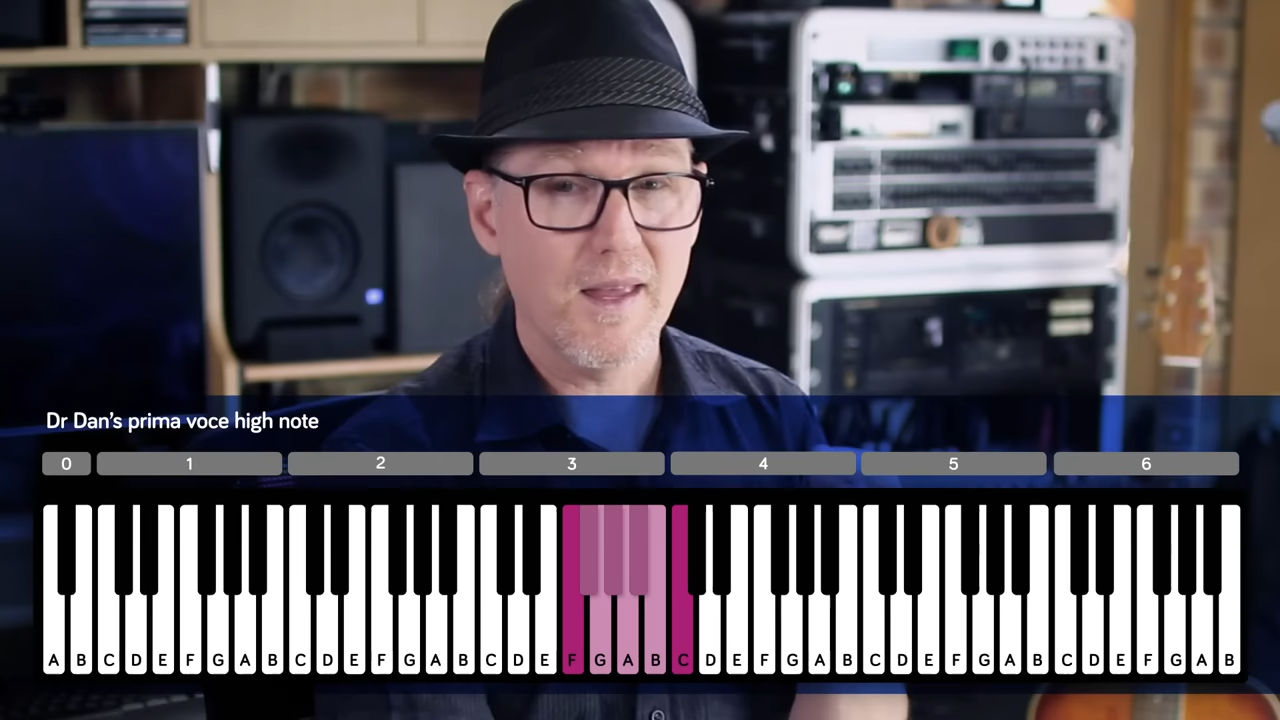 Dr Dan's prima voce high note
0 1 2 3 4 5 6
A B C D E F G A B C D E F G A B C D E F G A B C D E F G A B C D E F G A B C D E F G A B